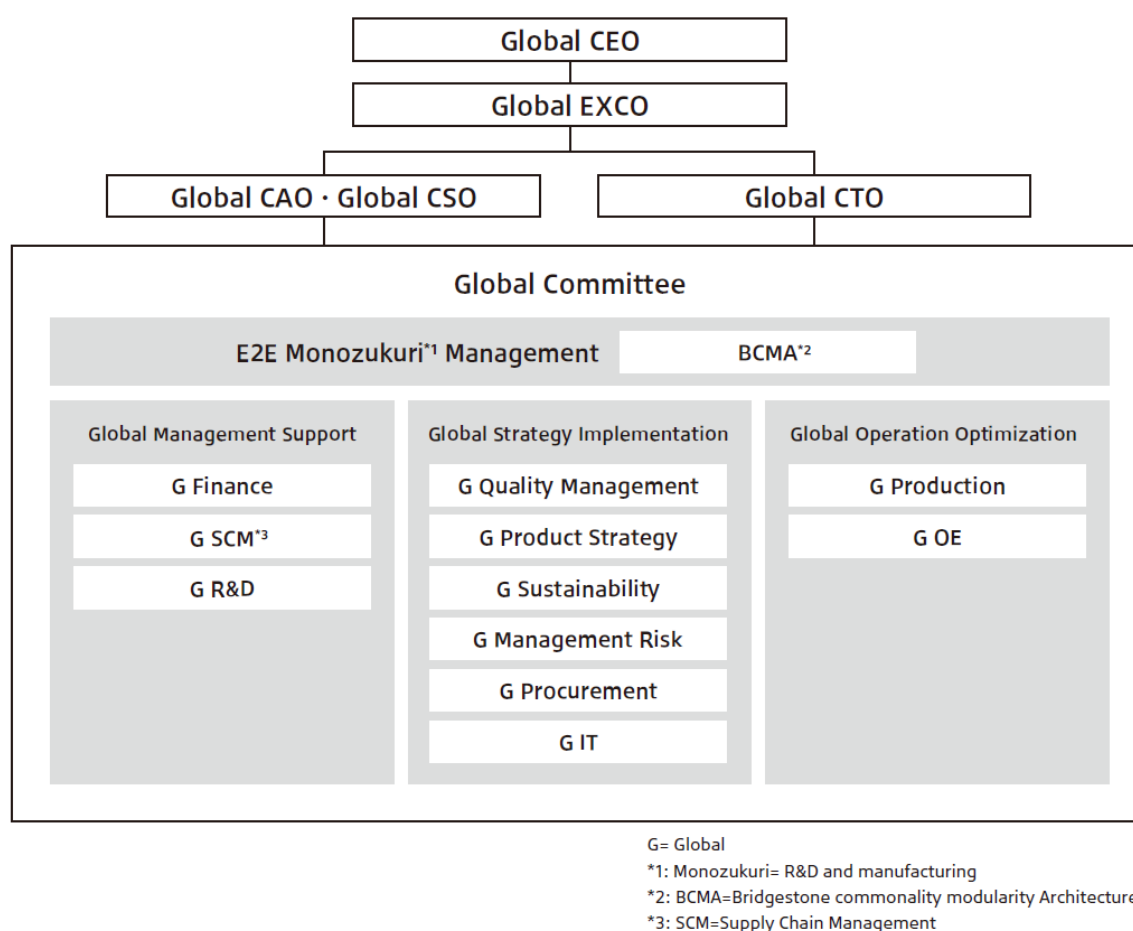 Global CEO
Global EXCO
Global CAO・Global CSO
Global CTO
Global Committee
E2E Monozukuri*1 Management
BCMA*2
Global Management Support
G Finance
G SCM*3
G R&D
Global Strategy Implementation
G Quality Management
G Product Strategy
G Sustainability
G Management Risk
G Procurement
G IT
Global Operation Optimization
G Production
G OE
G= Global
*1: Monozukuri= R&D and manufacturing
*2: BCMA=Bridgestone commonality modularity Architecture
*3: SCM=Supply Chain Management